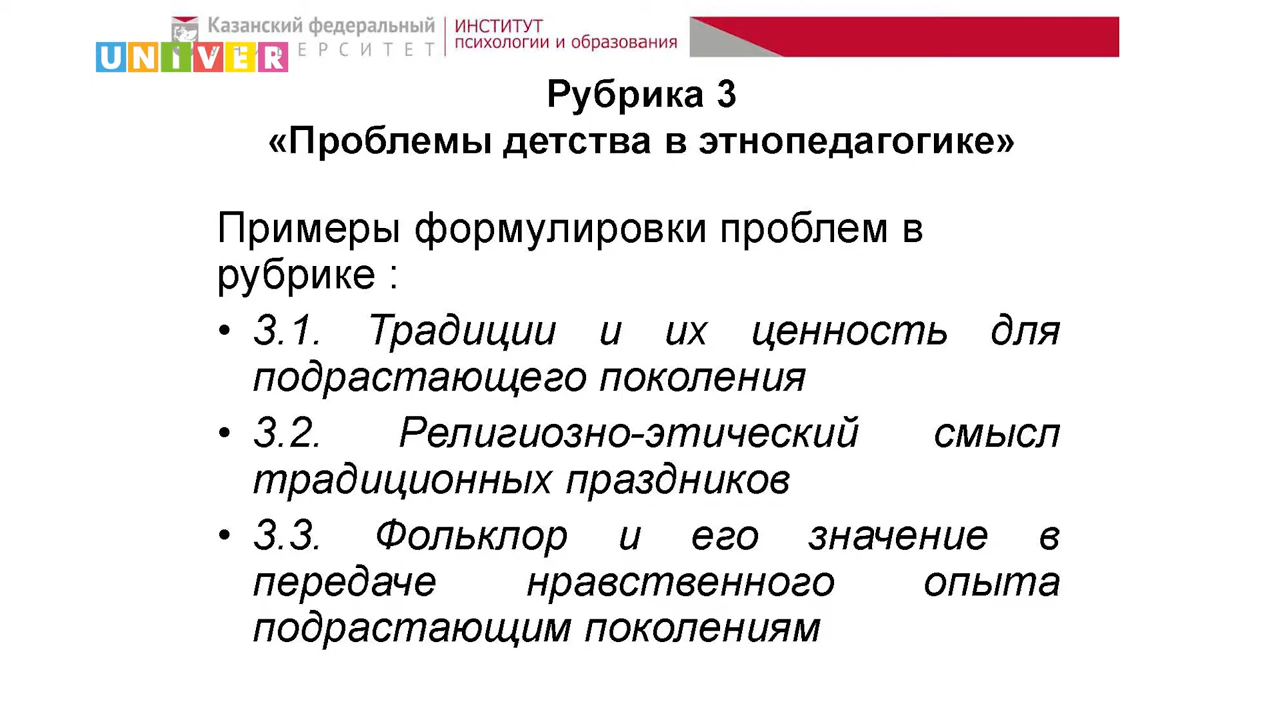 Казанский федеральный
ИНСТИТУТ
психологии и образования
UNIVER
ЕРСИТЕТ
Рубрика 3
«Проблемы детства в этнопедагогике»
Примеры формулировки проблем в
рубрике :
• 3.1. Традиции и их ценность для
подрастающего поколения
• 3.2. Религиозно-этический смысл
традиционных праздников
• 3.3. Фольклор и его значение в
передаче нравственного опыта
подрастающим поколениям